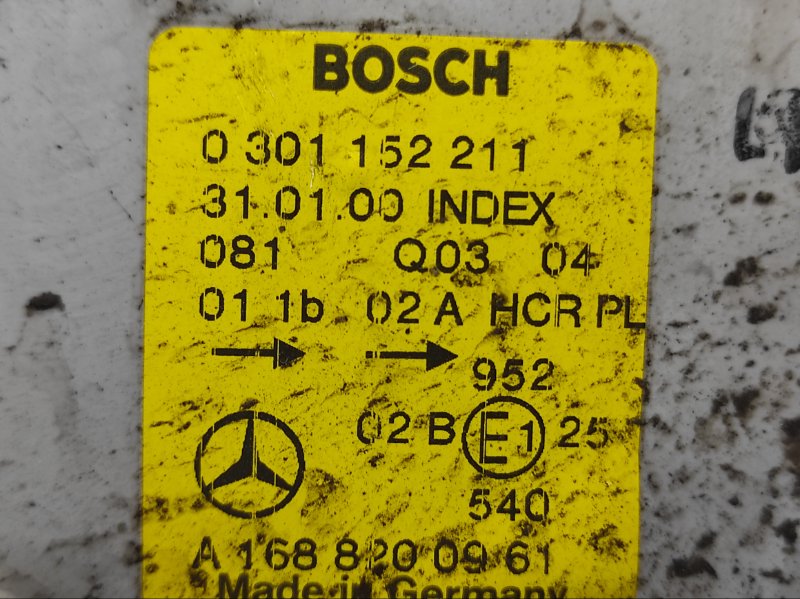 BOSCH
0 301 152 211
31.01.00 INDEX
081 Q03 04
01 1b 02 A HCR PL
952
02 B E1 25
540
A 168 820 09 61
Made in Germany